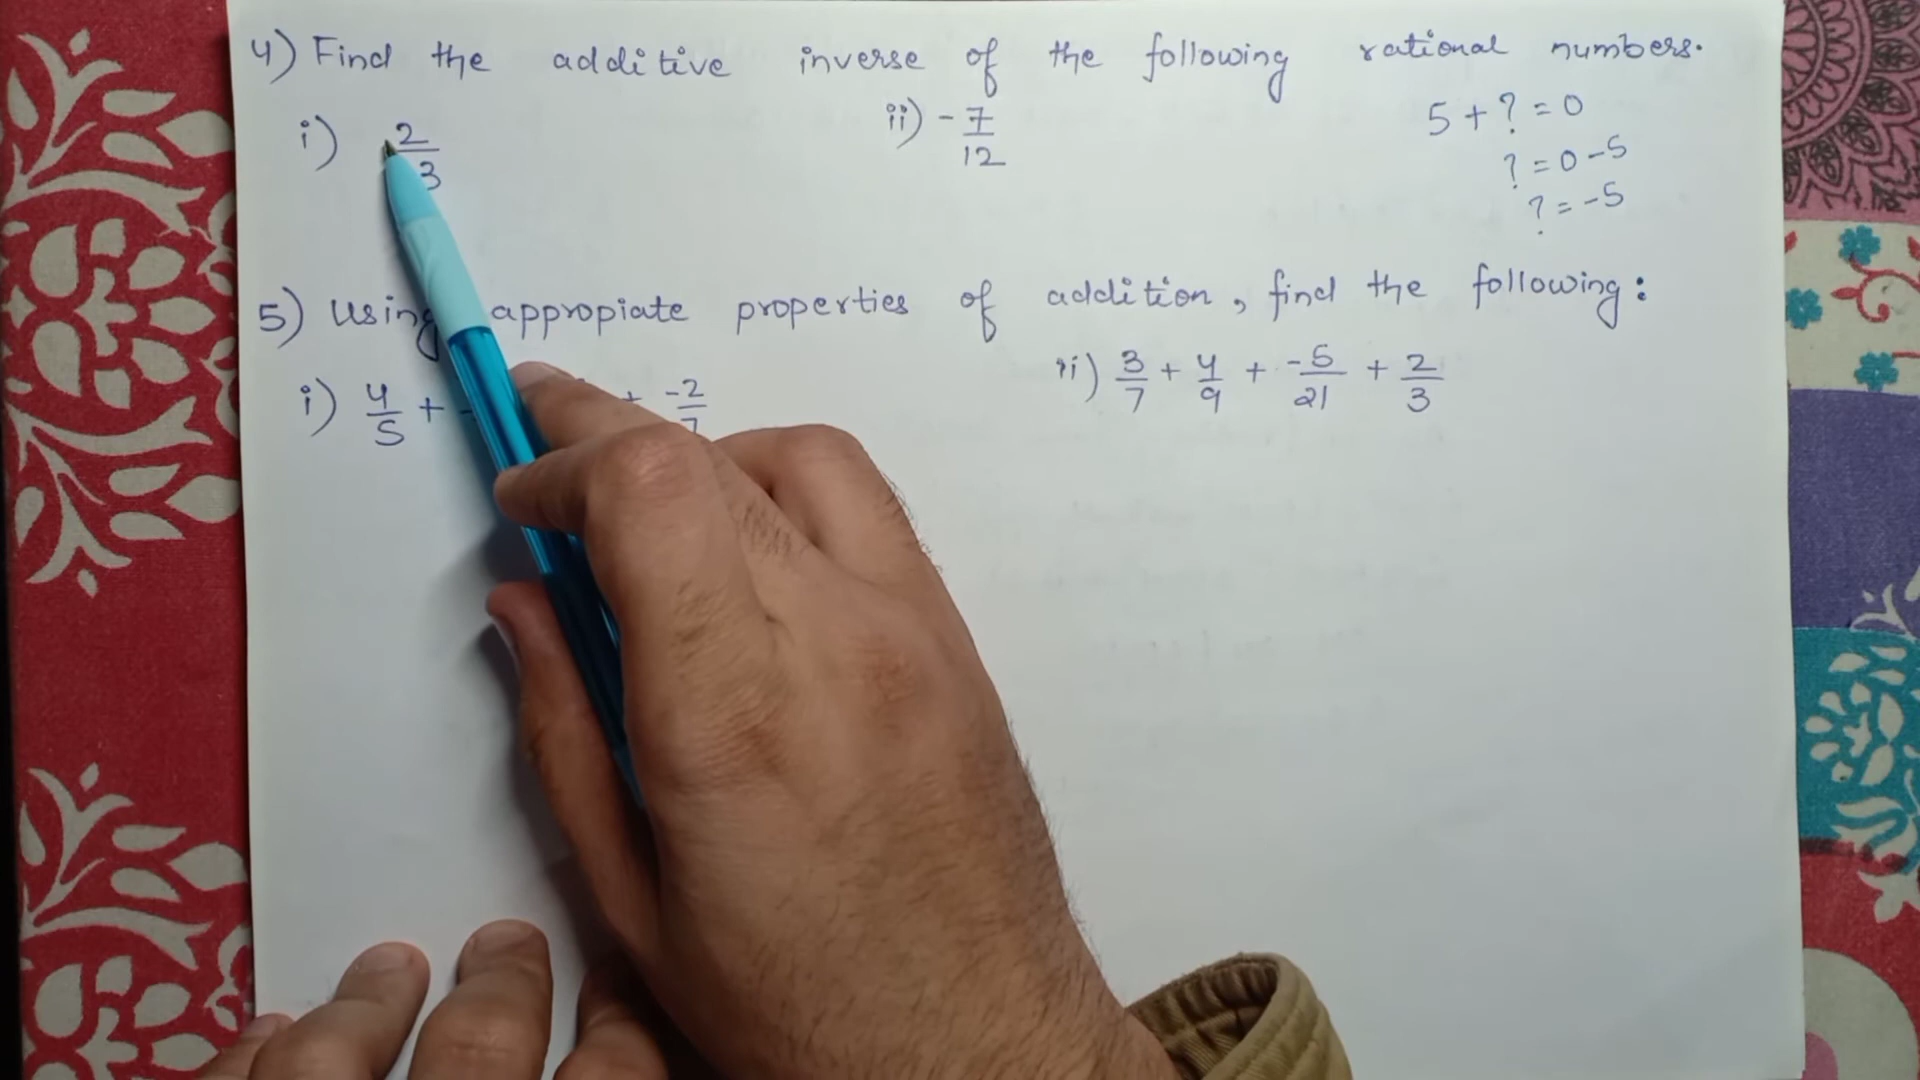 4) Find the additive inverse of the following rational numbers.
i) 2/3 ii) -7/12
5 + ? = 0
? = 0 - 5
? = -5
5) Using appropiate properties of addition, find the following:
i) 4/5 + + -2/7 ii) 3/7 + 4/9 + -5/21 + 2/3